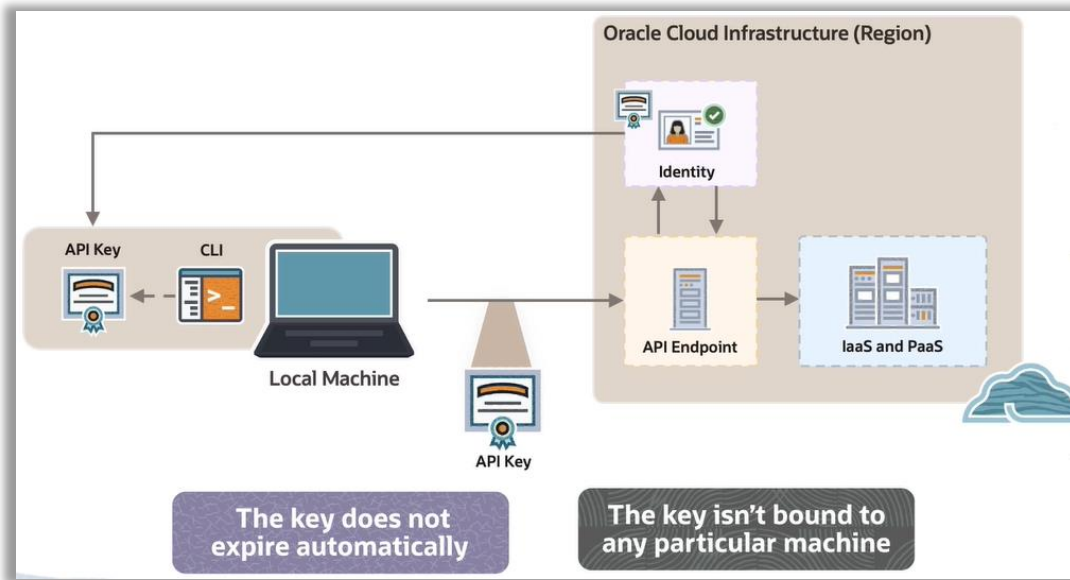 Oracle Cloud Infrastructure (Region)
Identity
API Key
CLI
>_
Local Machine
API Key
API Endpoint
IaaS and PaaS
The key does not
expire automatically
The key isn't bound to
any particular machine